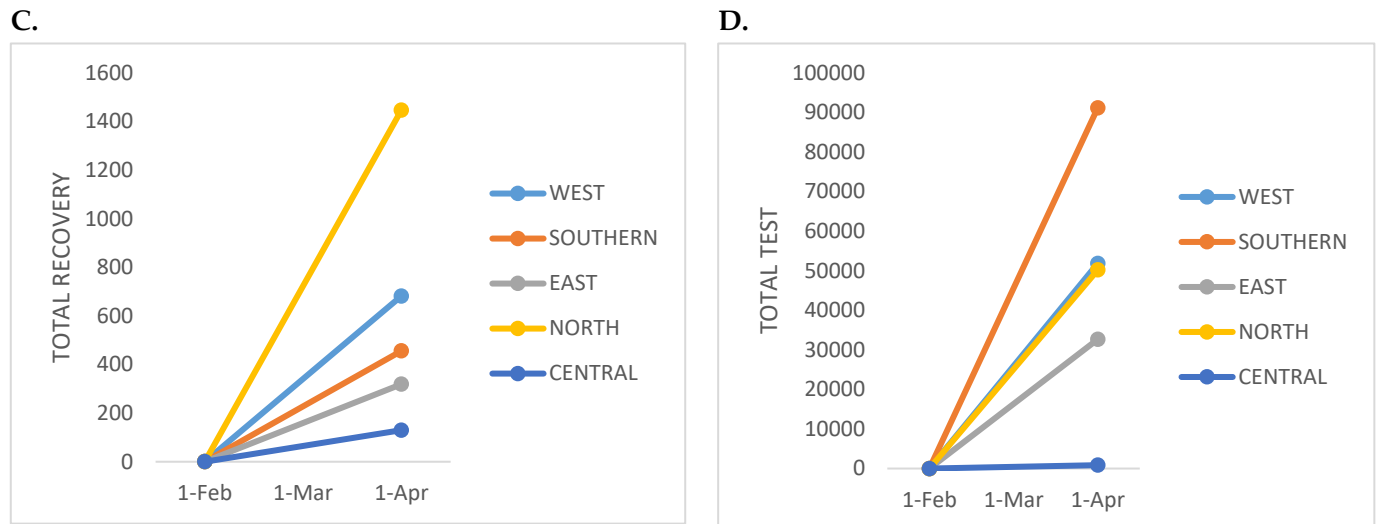 C.
TOTAL RECOVERY
1600
1400
1200
1000
800
600
400
200
0
1-Feb 1-Mar 1-Apr
WEST
SOUTHERN
EAST
NORTH
CENTRAL
D.
TOTAL TEST
100000
90000
80000
70000
60000
50000
40000
30000
20000
10000
0
1-Feb 1-Mar 1-Apr
WEST
SOUTHERN
EAST
NORTH
CENTRAL